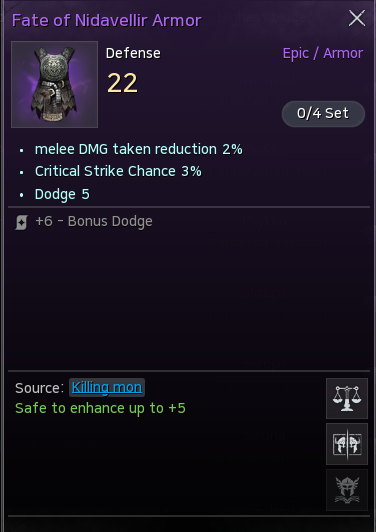 Fate of Nidavellir Armor
Defense
Epic / Armor
22
0/4 Set
• melee DMG taken reduction 2%
• Critical Strike Chance 3%
• Dodge 5
+6 - Bonus Dodge
Source: Killing mon
Safe to enhance up to +5